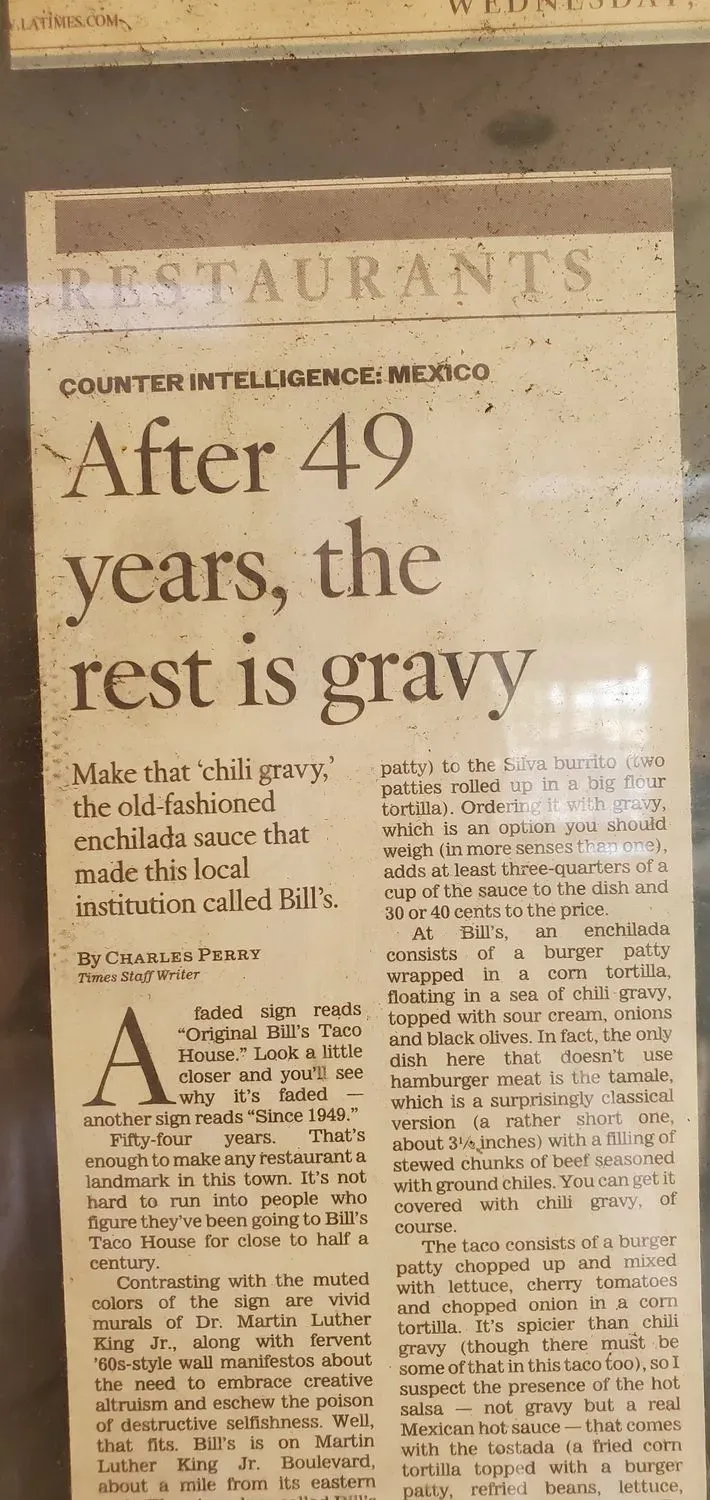 .LATIMES.COM
WEDNESDAY,
RESTAURANTS
COUNTER INTELLIGENCE: MEXICO
After 49
years, the
rest is gravy
Make that ‘chili gravy,’
the old-fashioned
enchilada sauce that
made this local
institution called Bill’s.
By CHARLES PERRY
Times Staff Writer
A faded sign reads
“Original Bill’s Taco
House.” Look a little
closer and you’ll see
why it’s faded —
another sign reads “Since 1949.”
Fifty-four years. That’s
enough to make any restaurant a
landmark in this town. It’s not
hard to run into people who
figure they’ve been going to Bill’s
Taco House for close to half a
century.
Contrasting with the muted
colors of the sign are vivid
murals of Dr. Martin Luther
King Jr., along with fervent
’60s-style wall manifestos about
the need to embrace creative
altruism and eschew the poison
of destructive selfishness. Well,
that fits. Bill’s is on Martin
Luther King Jr. Boulevard,
about a mile from its eastern
patty) to the Silva burrito (two
patties rolled up in a big flour
tortilla). Ordering it with gravy,
which is an option you should
weigh (in more senses than one),
adds at least three-quarters of a
cup of the sauce to the dish and
30 or 40 cents to the price.
At Bill’s, an enchilada
consists of a burger patty
wrapped in a corn tortilla,
floating in a sea of chili gravy,
topped with sour cream, onions
and black olives. In fact, the only
dish here that doesn’t use
hamburger meat is the tamale,
which is a surprisingly classical
version (a rather short one,
about 3½ inches) with a filling of
stewed chunks of beef seasoned
with ground chiles. You can get it
covered with chili gravy, of
course.
The taco consists of a burger
patty chopped up and mixed
with lettuce, cherry tomatoes
and chopped onion in a corn
tortilla. It’s spicier than chili
gravy (though there must be
some of that in this taco too), so I
suspect the presence of the hot
salsa — not gravy but a real
Mexican hot sauce — that comes
with the tostada (a fried corn
tortilla topped with a burger
patty, refried beans, lettuce,